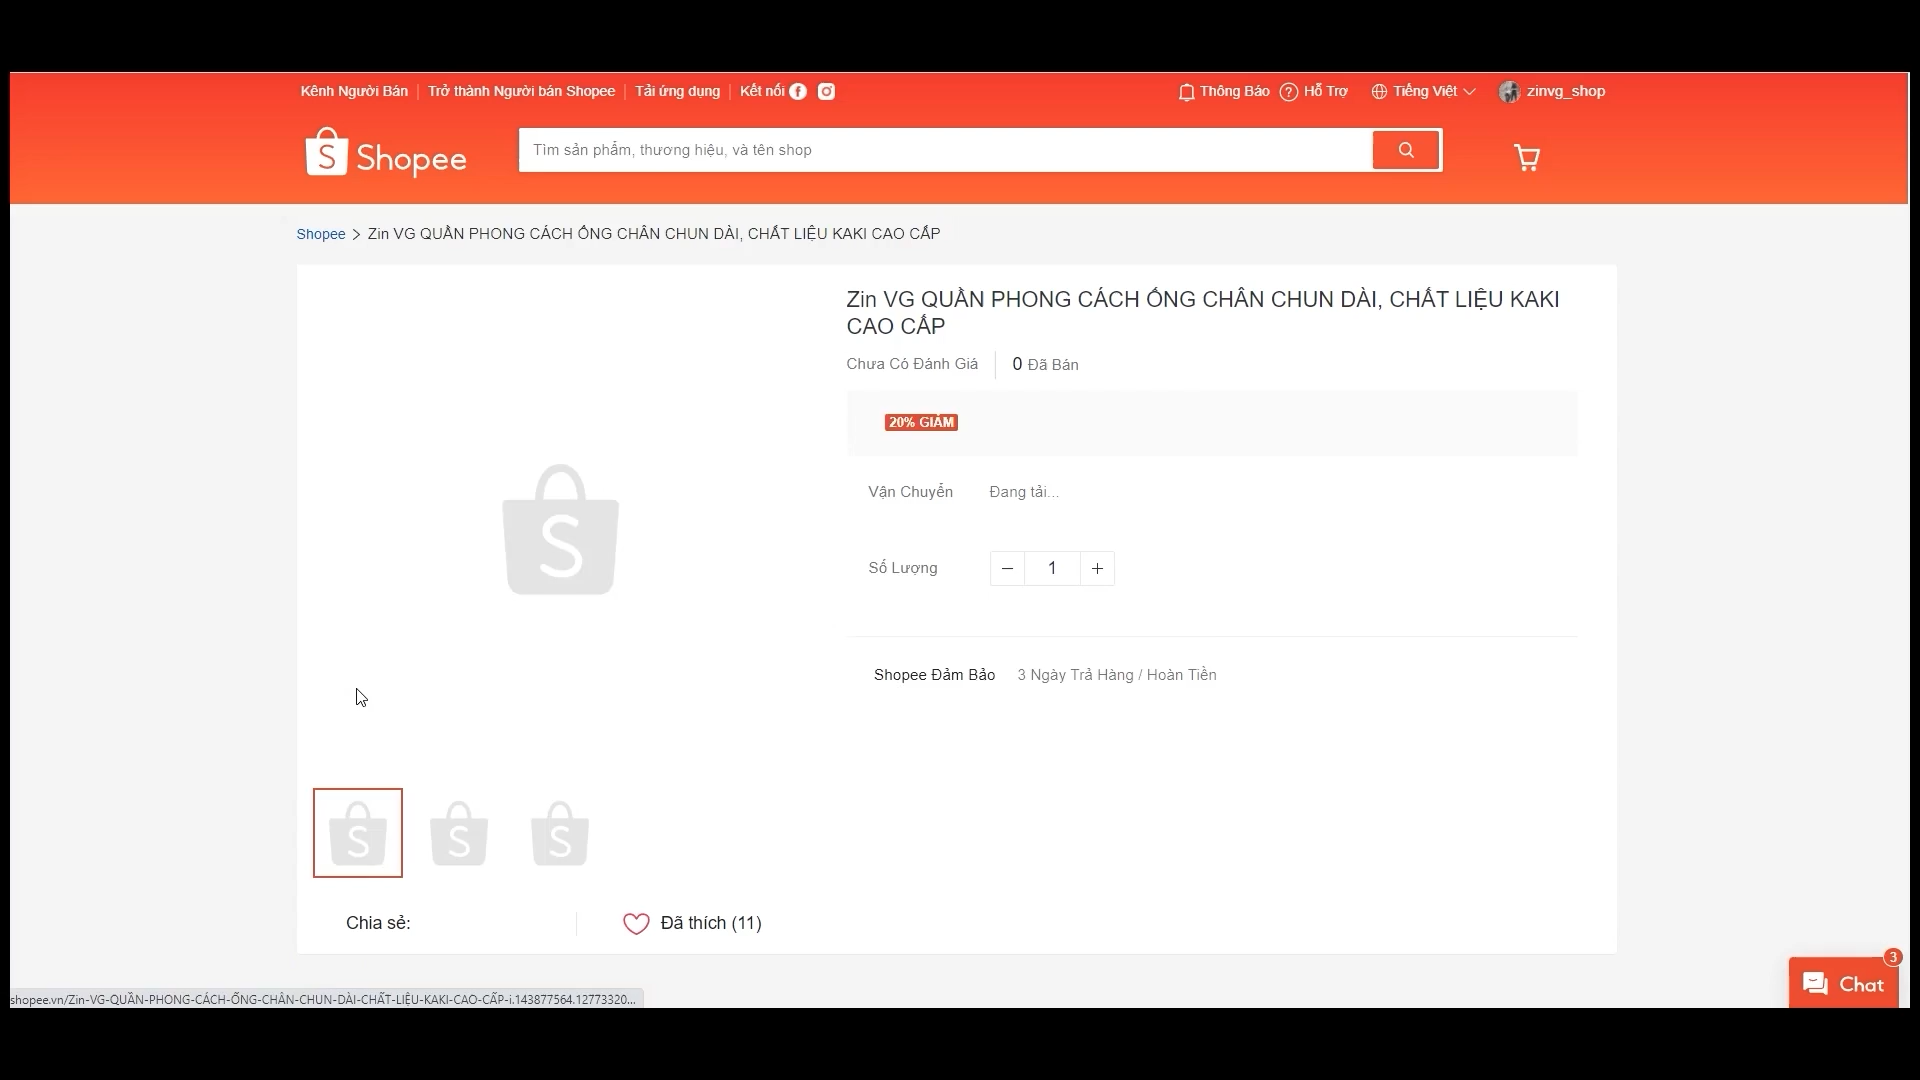 Kênh Người Bán
Trở thành Người bán Shopee
Tải ứng dụng
Kết nối
Thông Báo
Hỗ Trợ
Tiếng Việt
zinvg_shop
Shopee
Tìm sản phẩm, thương hiệu, và tên shop
Shopee > Zin VG QUẦN PHONG CÁCH ỐNG CHÂN CHUN DÀI, CHẤT LIỆU KAKI CAO CẤP
Zin VG QUẦN PHONG CÁCH ỐNG CHÂN CHUN DÀI, CHẤT LIỆU KAKI
CAO CẤP
Chưa Có Đánh Giá
0 Đã Bán
20% GIẢM
Vận Chuyển
Đang tải...
Số Lượng
1
Shopee Đảm Bảo
3 Ngày Trả Hàng / Hoàn Tiền
Chia sẻ:
Đã thích (11)
3
Chat
shopee.vn/Zin-VG-QUẦN-PHONG-CÁCH-ỐNG-CHÂN-CHUN-DÀI-CHẤT-LIỆU-KAKI-CAO-CẤP-i.143877564.12773320...